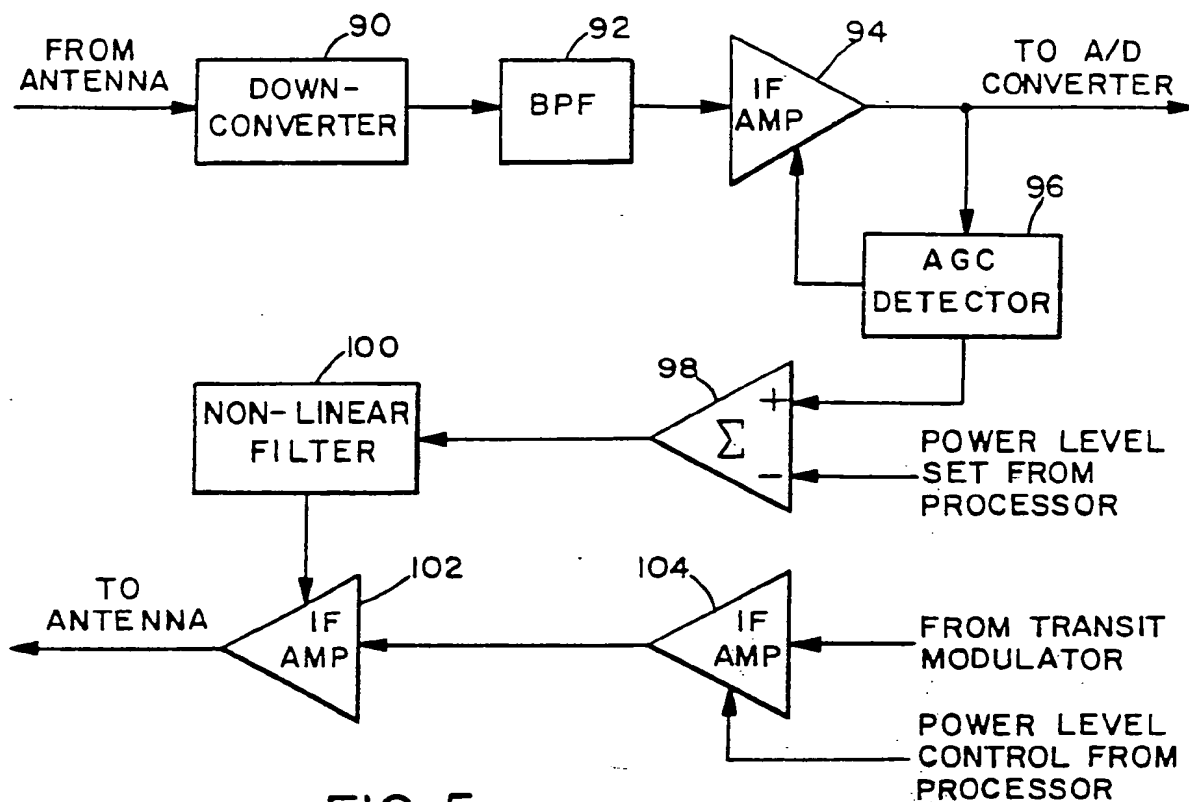 FROM
ANTENNA
90
DOWN-
CONVERTER
92
BPF
94
IF
AMP
TO A/D
CONVERTER
96
AGC
DETECTOR
100
NON-LINEAR
FILTER
98
+
Σ
−
POWER LEVEL
SET FROM
PROCESSOR
TO
ANTENNA
102
IF
AMP
104
IF
AMP
FROM TRANSIT
MODULATOR
POWER LEVEL
CONTROL FROM
PROCESSOR